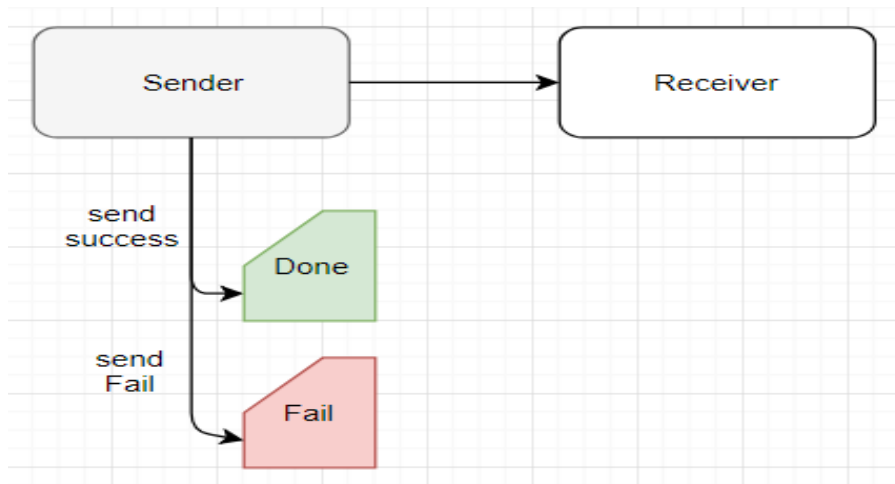 Sender
Receiver
send
success
Done
send
Fail
Fail